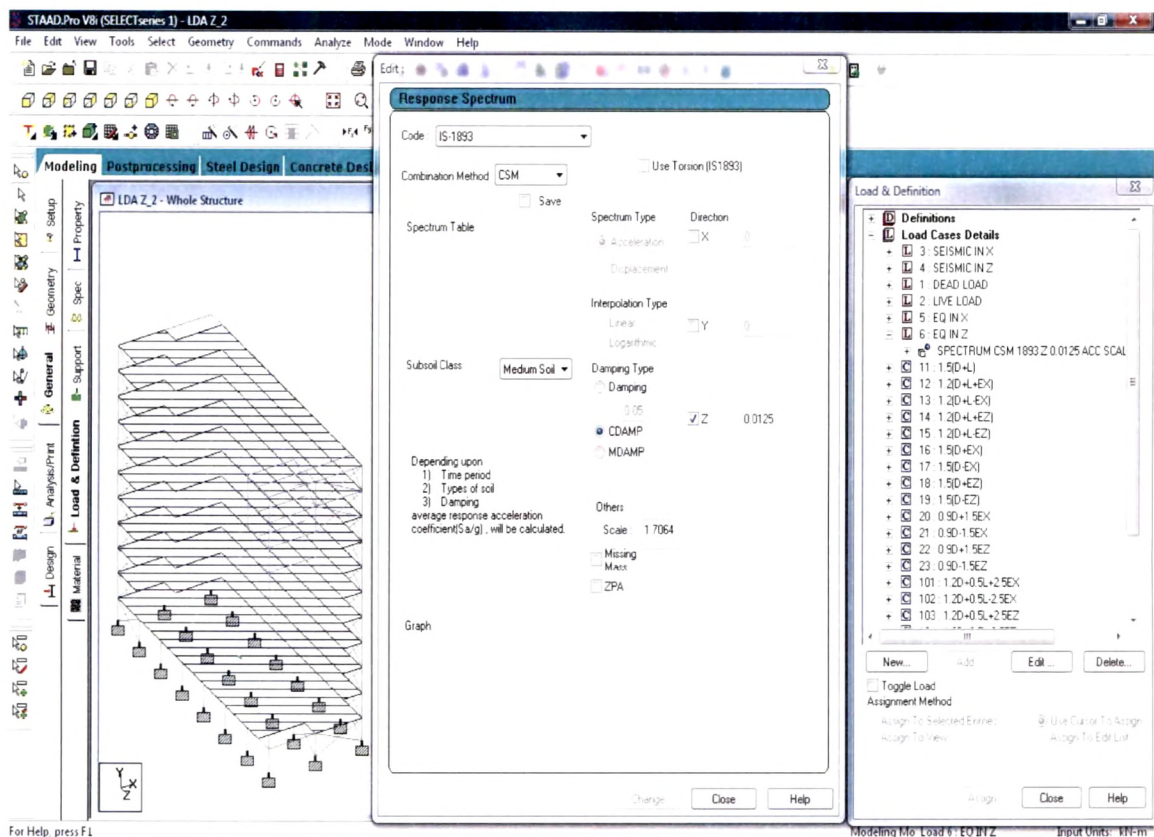 STAAD.Pro V8i (SELECTseries 1) - LDA Z_2
File Edit View Tools Select Geometry Commands Analyze Mode Window Help
Modeling Postprocessing Steel Design Concrete Desi
LDA Z_2 - Whole Structure
Setup
Geometry
General
Analysis/Print
Design
Property
Spec
Support
Load & Definition
Material
Y
X
Z
Edit :
Response Spectrum
Code : IS-1893
Combination Method CSM
Use Torsion (IS1893)
Save
Spectrum Table
Spectrum Type
Direction
Acceleration
X 0
Displacement
Interpolation Type
Linear
Y 0
Logarithmic
Subsoil Class Medium Soil
Damping Type
Damping
0.05
Z 0.0125
CDAMP
MDAMP
Depending upon
1) Time period
2) Types of soil
3) Damping
average response acceleration
coefficient(Sa/g) , will be calculated.
Others
Scale : 1.7064
Missing
Mass
ZPA
Graph
Change
Close
Help
Load & Definition
D Definitions
L Load Cases Details
L 3 : SEISMIC IN X
L 4 : SEISMIC IN Z
L 1 : DEAD LOAD
L 2 : LIVE LOAD
L 5 : EQ IN X
L 6 : EQ IN Z
SPECTRUM CSM 1893 Z 0.0125 ACC SCAL
C 11 : 1.5(D+L)
C 12 : 1.2(D+L+EX)
C 13 : 1.2(D+L-EX)
C 14 : 1.2(D+L+EZ)
C 15 : 1.2(D+L-EZ)
C 16 : 1.5(D+EX)
C 17 : 1.5(D-EX)
C 18 : 1.5(D+EZ)
C 19 : 1.5(D-EZ)
C 20 : 0.9D+1.5EX
C 21 : 0.9D-1.5EX
C 22 : 0.9D+1.5EZ
C 23 : 0.9D-1.5EZ
C 101 : 1.2D+0.5L+2.5EX
C 102 : 1.2D+0.5L-2.5EX
C 103 : 1.2D+0.5L+2.5EZ
New... Add Edit ... Delete...
Toggle Load
Assignment Method
Assign To Selected Entities
Use Cursor To Assign
Assign To View
Assign To Edit List
Assign Close Help
For Help, press F1
Modeling Mo Load 6 : EQ IN Z Input Units: kN-m